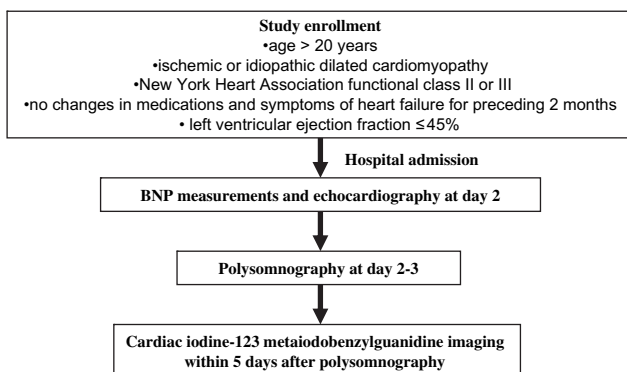 Study enrollment
•age > 20 years
•ischemic or idiopathic dilated cardiomyopathy
•New York Heart Association functional class II or III
•no changes in medications and symptoms of heart failure for preceding 2 months
• left ventricular ejection fraction ≤45%
Hospital admission
BNP measurements and echocardiography at day 2
Polysomnography at day 2-3
Cardiac iodine-123 metaiodobenzylguanidine imaging
within 5 days after polysomnography